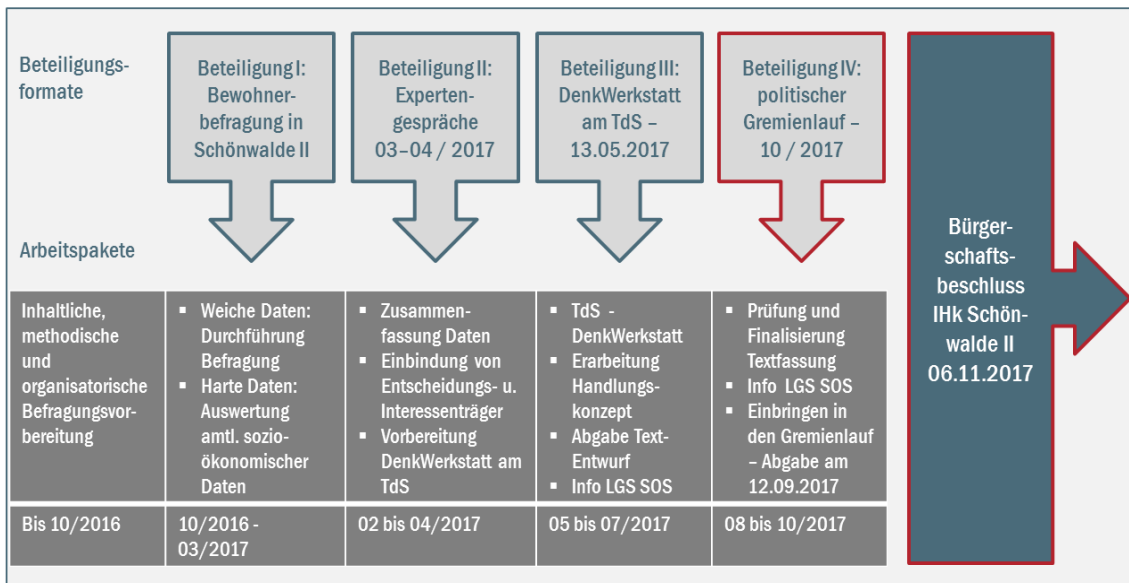 Beteiligungs-
formate
Beteiligung I:
Bewohner-
befragung in
Schönwalde II
Beteiligung II:
Experten-
gespräche
03–04 / 2017
Beteiligung III:
DenkWerkstatt
am TdS –
13.05.2017
Beteiligung IV:
politischer
Gremienlauf –
10 / 2017
Arbeitspakete
Inhaltliche,
methodische
und
organisatorische
Befragungsvor-
bereitung
▪ Weiche Daten:
Durchführung
Befragung
▪ Harte Daten:
Auswertung
amtl. sozio-
ökonomischer
Daten
▪ Zusammen-
fassung Daten
▪ Einbindung von
Entscheidungs- u.
Interessenträger
▪ Vorbereitung
DenkWerkstatt am
TdS
▪ TdS -
DenkWerkstatt
▪ Erarbeitung
Handlungs-
konzept
▪ Abgabe Text-
Entwurf
▪ Info LGS SOS
▪ Prüfung und
Finalisierung
Textfassung
▪ Info LGS SOS
▪ Einbringen in
den Gremienlauf
– Abgabe am
12.09.2017
Bis 10/2016
10/2016 -
03/2017
02 bis 04/2017
05 bis 07/2017
08 bis 10/2017
Bürger-
schafts-
beschluss
IHk Schön-
walde II
06.11.2017